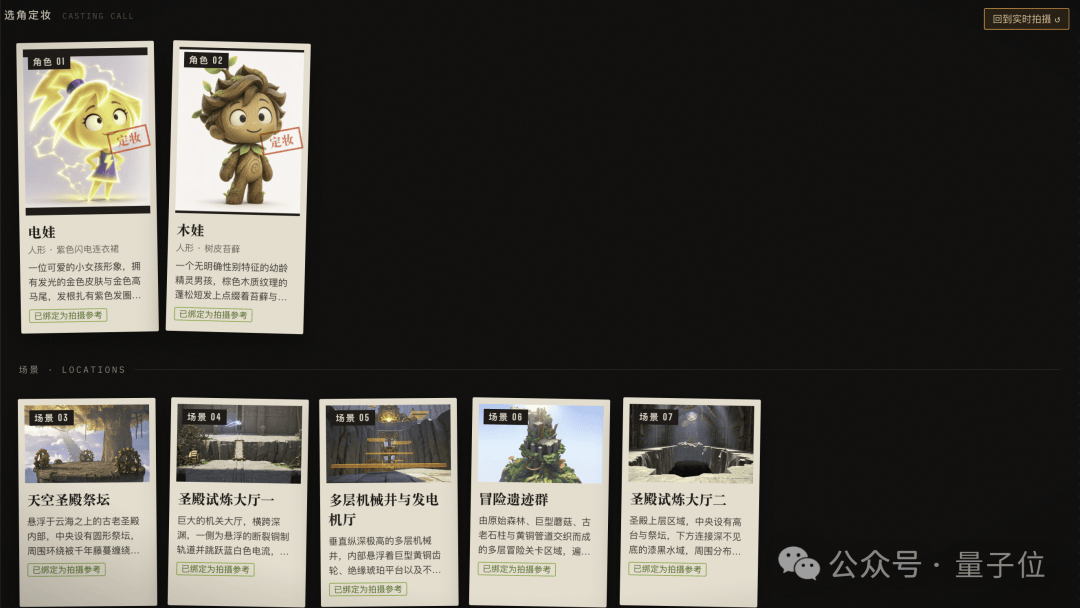 选角定妆 CASTING CALL
回到实时拍摄 ↺
角色 01
定妆
电娃
人形 · 紫色闪电连衣裙
一位可爱的小女孩形象，拥
有发光的金色皮肤与金色高
马尾，发根扎有紫色发圈...
已绑定为拍摄参考
角色 02
定妆
木娃
人形 · 树皮苔藓
一个无明确性别特征的幼龄
精灵男孩，棕色木质纹理的
蓬松短发上点缀着苔藓与...
已绑定为拍摄参考
场景 · LOCATIONS
场景 03
天空圣殿祭坛
悬浮于云海之上的古老圣殿
内部，中央设有圆形祭坛，
周围环绕被千年藤蔓缠绕...
已绑定为拍摄参考
场景 04
圣殿试炼大厅一
巨大的机关大厅，横跨深
渊，一侧为悬浮的断裂铜制
轨道并跳跃蓝白色电流，...
已绑定为拍摄参考
场景 05
多层机械井与发电
机厅
垂直纵深极高的多层机械
井，内部悬浮着巨型黄铜齿
轮、绝缘琥珀平台以及不...
已绑定为拍摄参考
场景 06
冒险遗迹群
由原始森林、巨型蘑菇、古
老石柱与黄铜管道交织而成
的多层冒险关卡区域，遍...
已绑定为拍摄参考
场景 07
圣殿试炼大厅二
圣殿上层区域，中央设有高
台与祭坛，下方连接深不见
底的漆黑水域，周围分布...
已绑定为拍摄参考
公众号 · 量子位